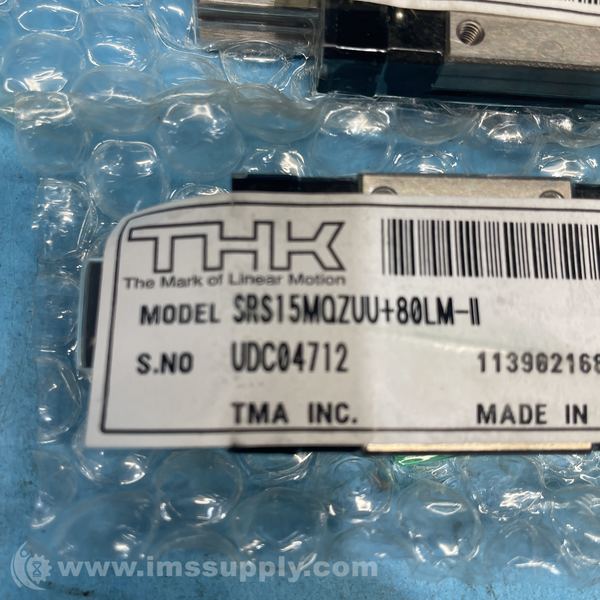 THK
The Mark of Linear Motion
MODEL SRS15MQZUU+80LM-II
S.NO UDC04712 113962168
TMA INC. MADE IN
www.imssupply.com